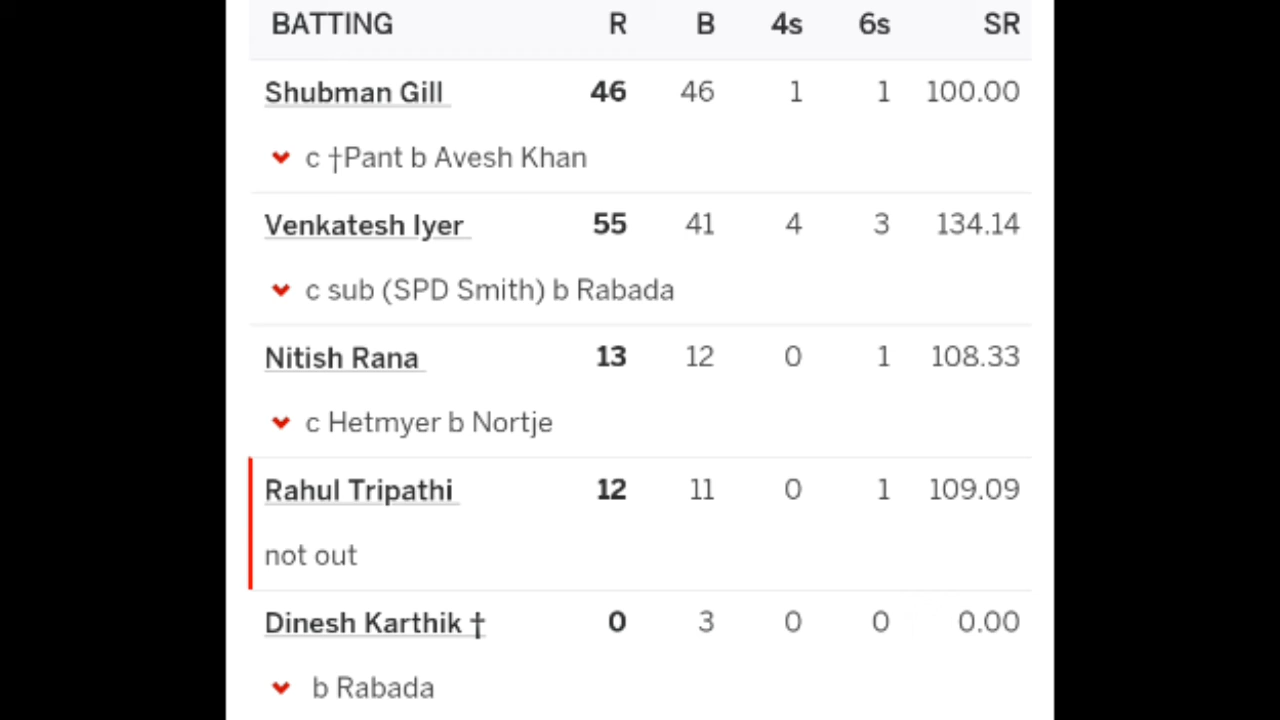 BATTING R B 4s 6s SR
Shubman Gill 46 46 1 1 100.00
c †Pant b Avesh Khan
Venkatesh Iyer 55 41 4 3 134.14
c sub (SPD Smith) b Rabada
Nitish Rana 13 12 0 1 108.33
c Hetmyer b Nortje
Rahul Tripathi 12 11 0 1 109.09
not out
Dinesh Karthik † 0 3 0 0 0.00
b Rabada